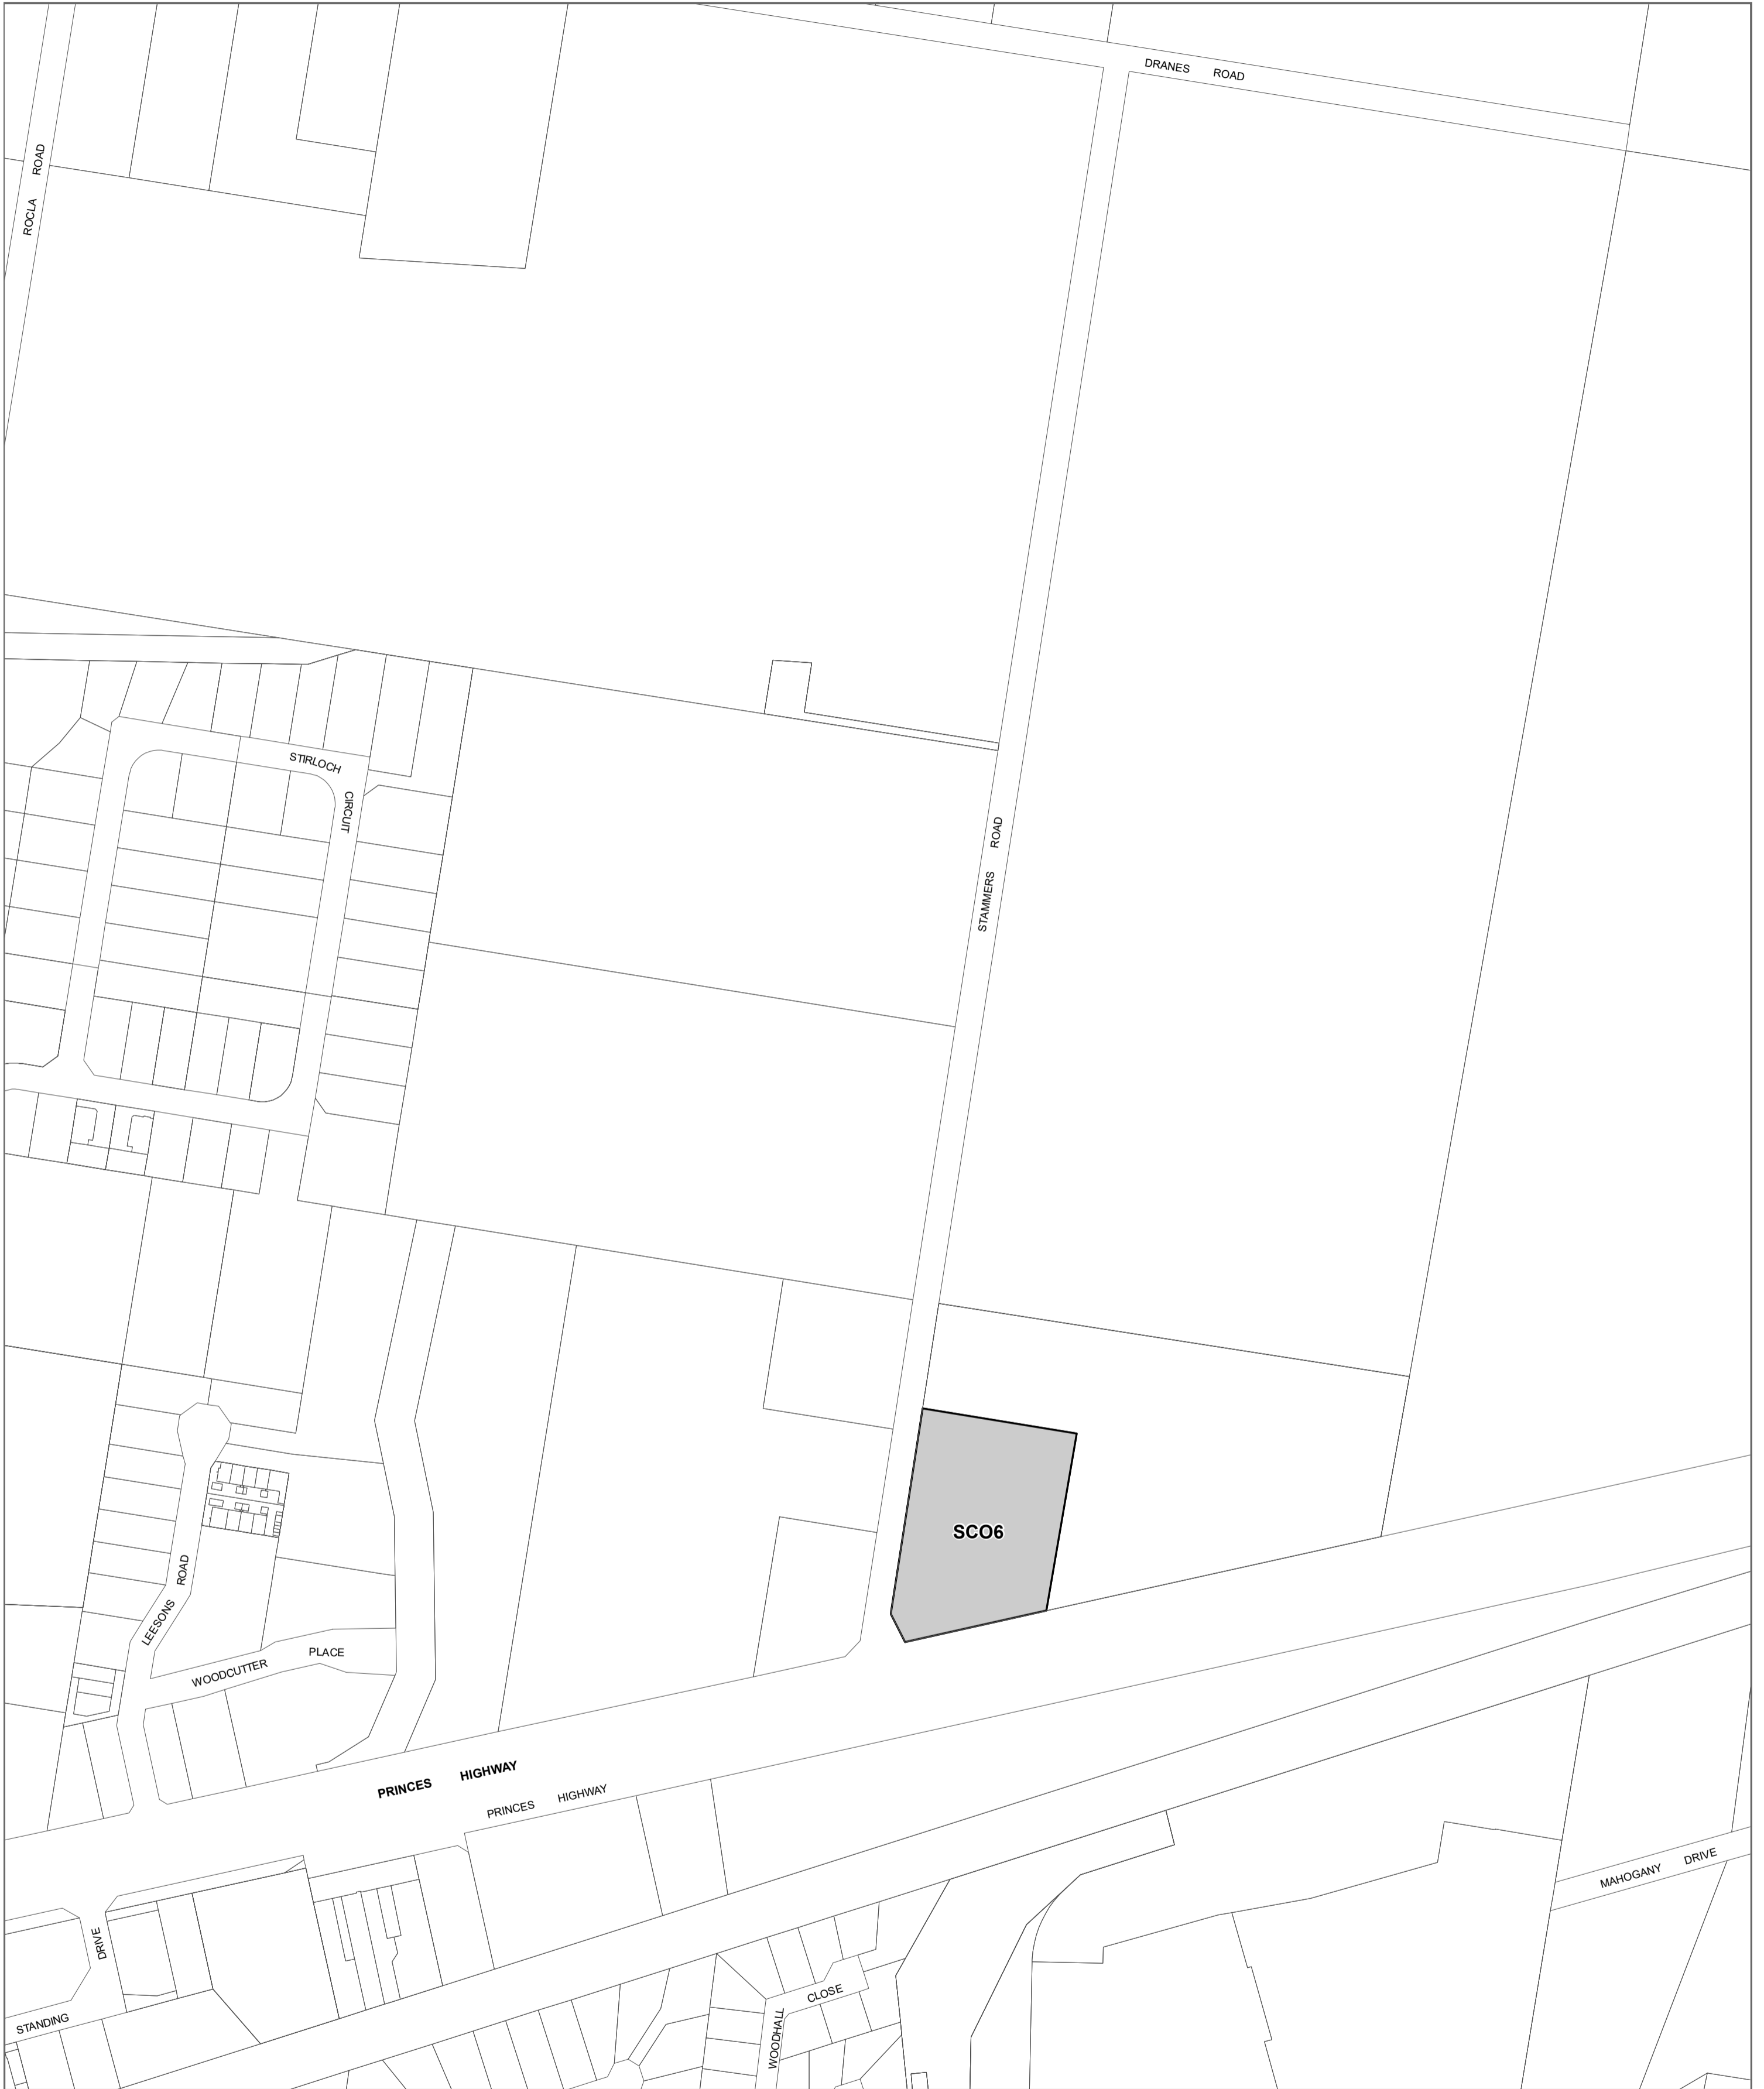 DRANES ROAD
ROCLA ROAD
STIRLOCH
CIRCUIT
STAMMERS ROAD
SCO6
LEESONS ROAD
WOODCUTTER PLACE
PRINCES HIGHWAY
PRINCES HIGHWAY
MAHOGANY DRIVE
DRIVE
STANDING
WOODHALL
CLOSE